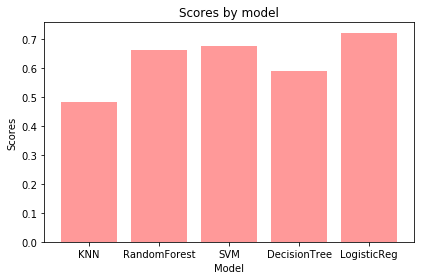 Scores by model
Scores
0.7
0.6
0.5
0.4
0.3
0.2
0.1
0.0
KNN RandomForest SVM DecisionTree LogisticReg
Model